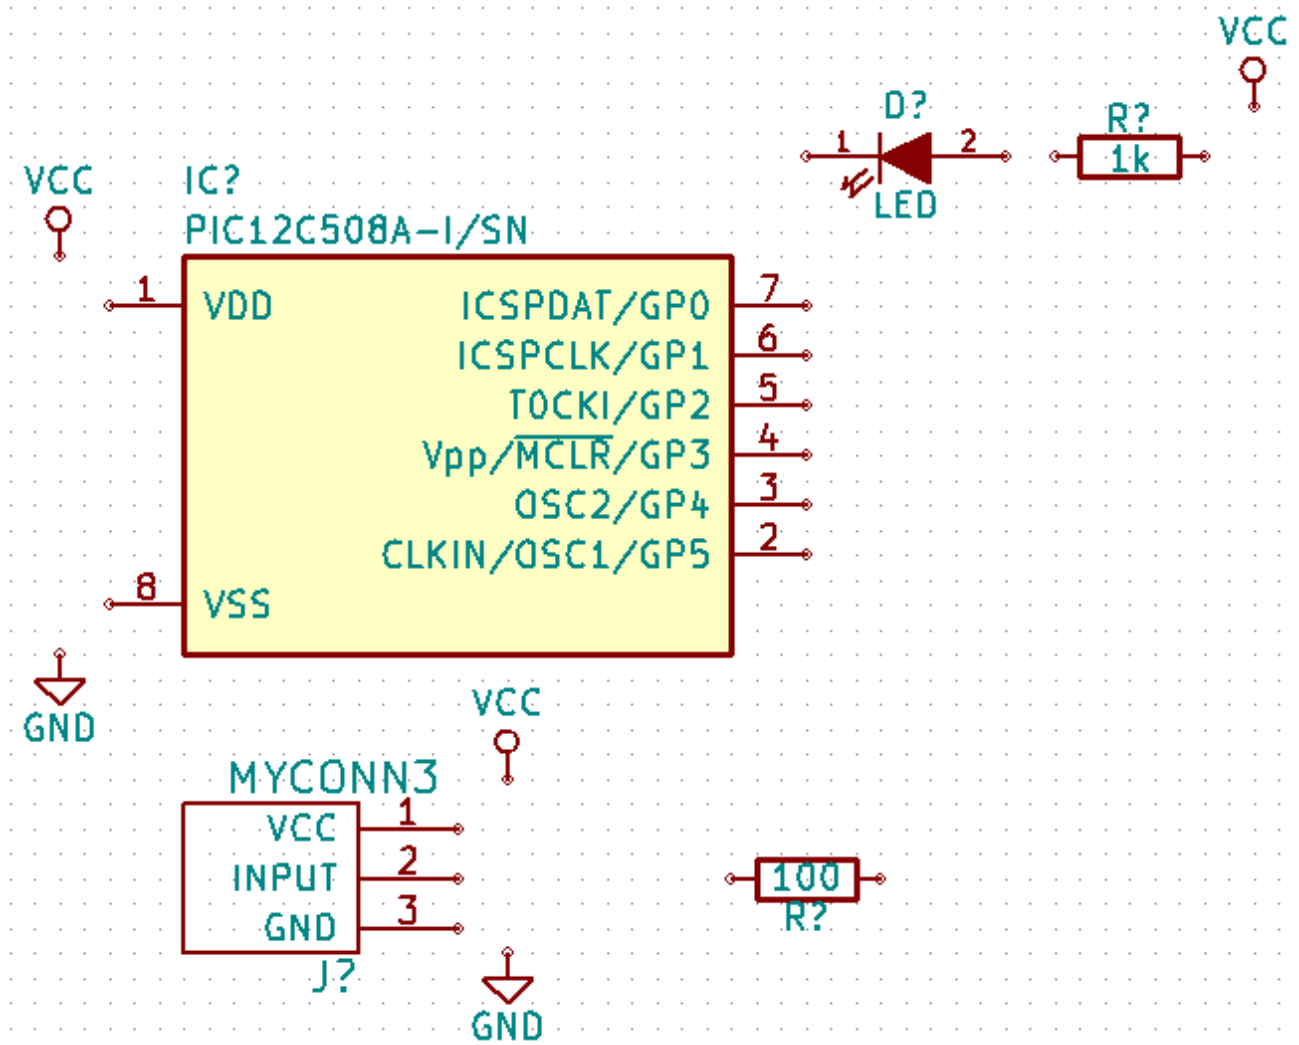 VCC
D?
R?
1 2
1k
LED
VCC
IC?
PIC12C508A-I/SN
1 VDD
ICSPDAT/GP0 7
ICSPCLK/GP1 6
T0CKI/GP2 5
Vpp/MCLR/GP3 4
OSC2/GP4 3
CLKIN/OSC1/GP5 2
8 VSS
GND
VCC
MYCONN3
VCC 1
INPUT 2
GND 3
J?
GND
100
R?